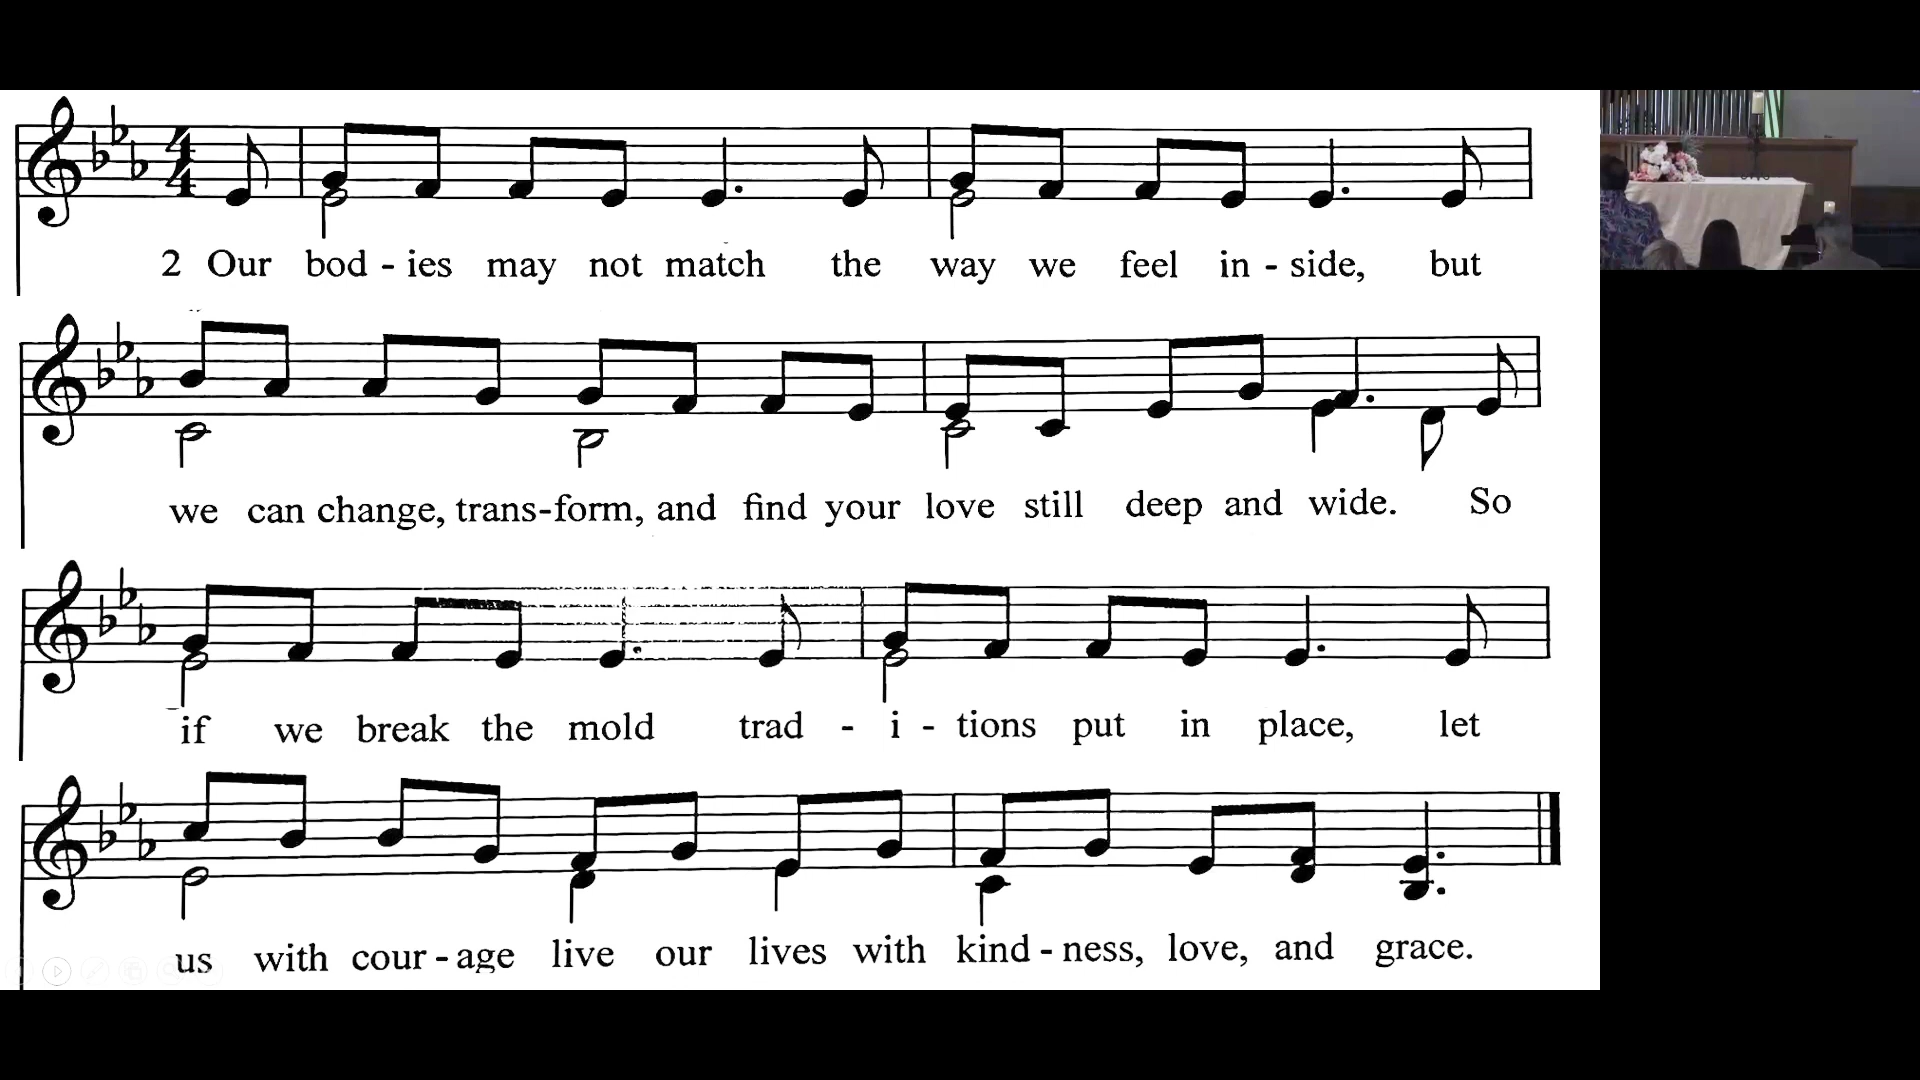 2 Our bod - ies may not match the way we feel in - side, but
we can change, trans-form, and find your love still deep and wide. So
if we break the mold trad - i - tions put in place, let
us with cour - age live our lives with kind - ness, love, and grace.